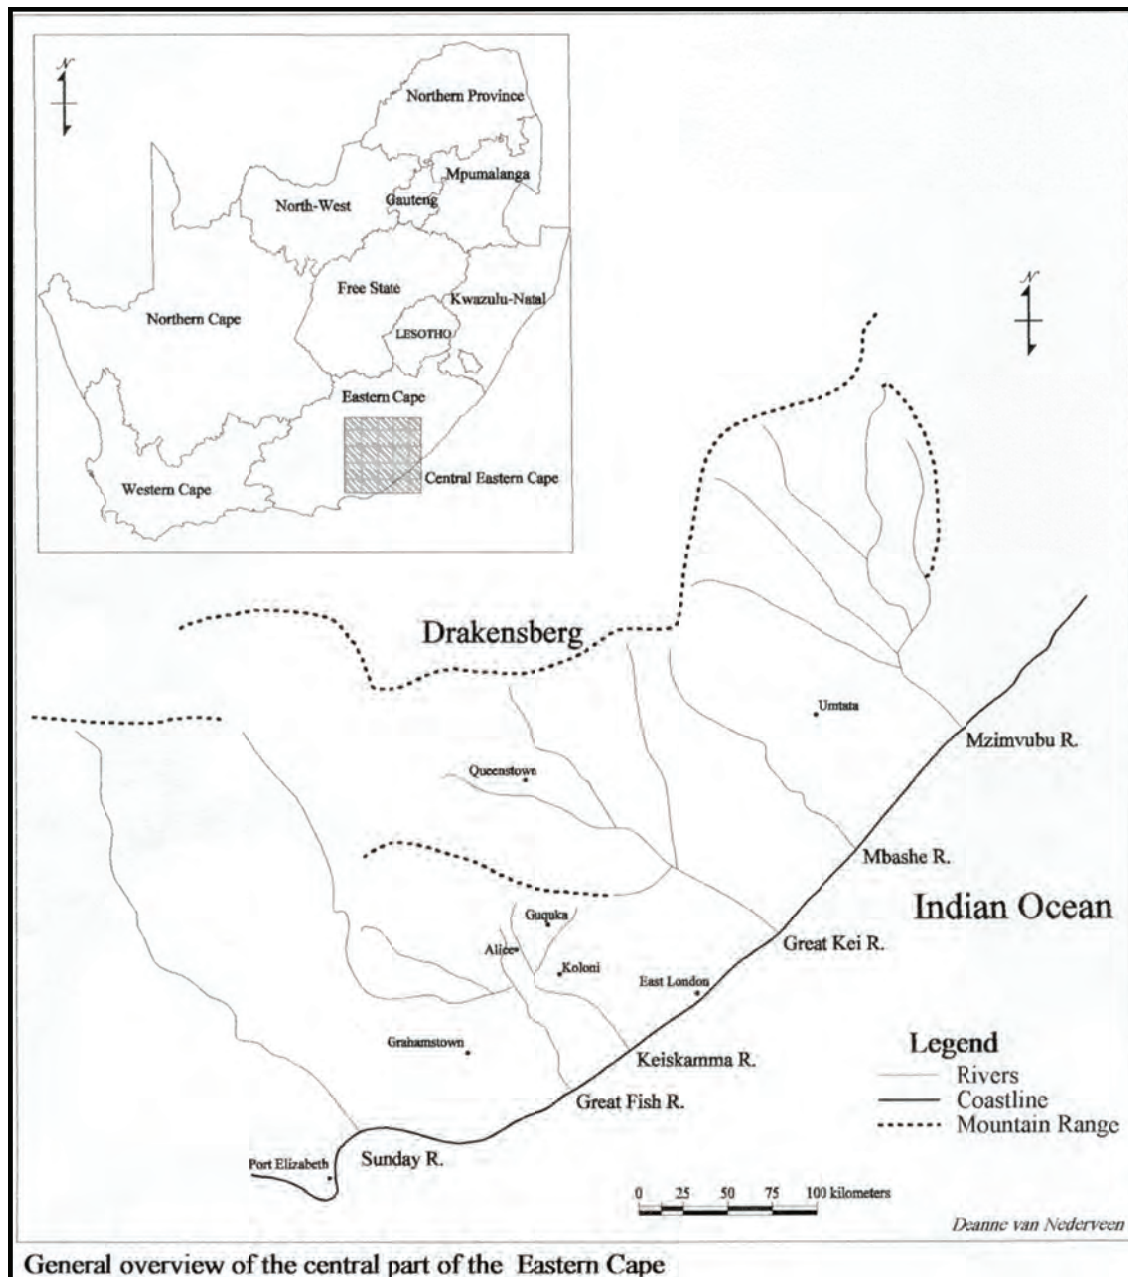 N
Northern Province
Mpumalanga
Gauteng
North-West
Free State
Kwazulu-Natal
Northern Cape
LESOTHO
Eastern Cape
Western Cape
Central Eastern Cape
N
Drakensberg
Umtata
Mzimvubu R.
Queenstown
Mbashe R.
Indian Ocean
Guquka
Great Kei R.
Alice
Koloni
East London
Grahamstown
Keiskamma R.
Great Fish R.
Port Elizabeth
Sunday R.
Legend
Rivers
Coastline
Mountain Range
0 25 50 75 100 kilometers
Deanne van Nederveen
General overview of the central part of the Eastern Cape